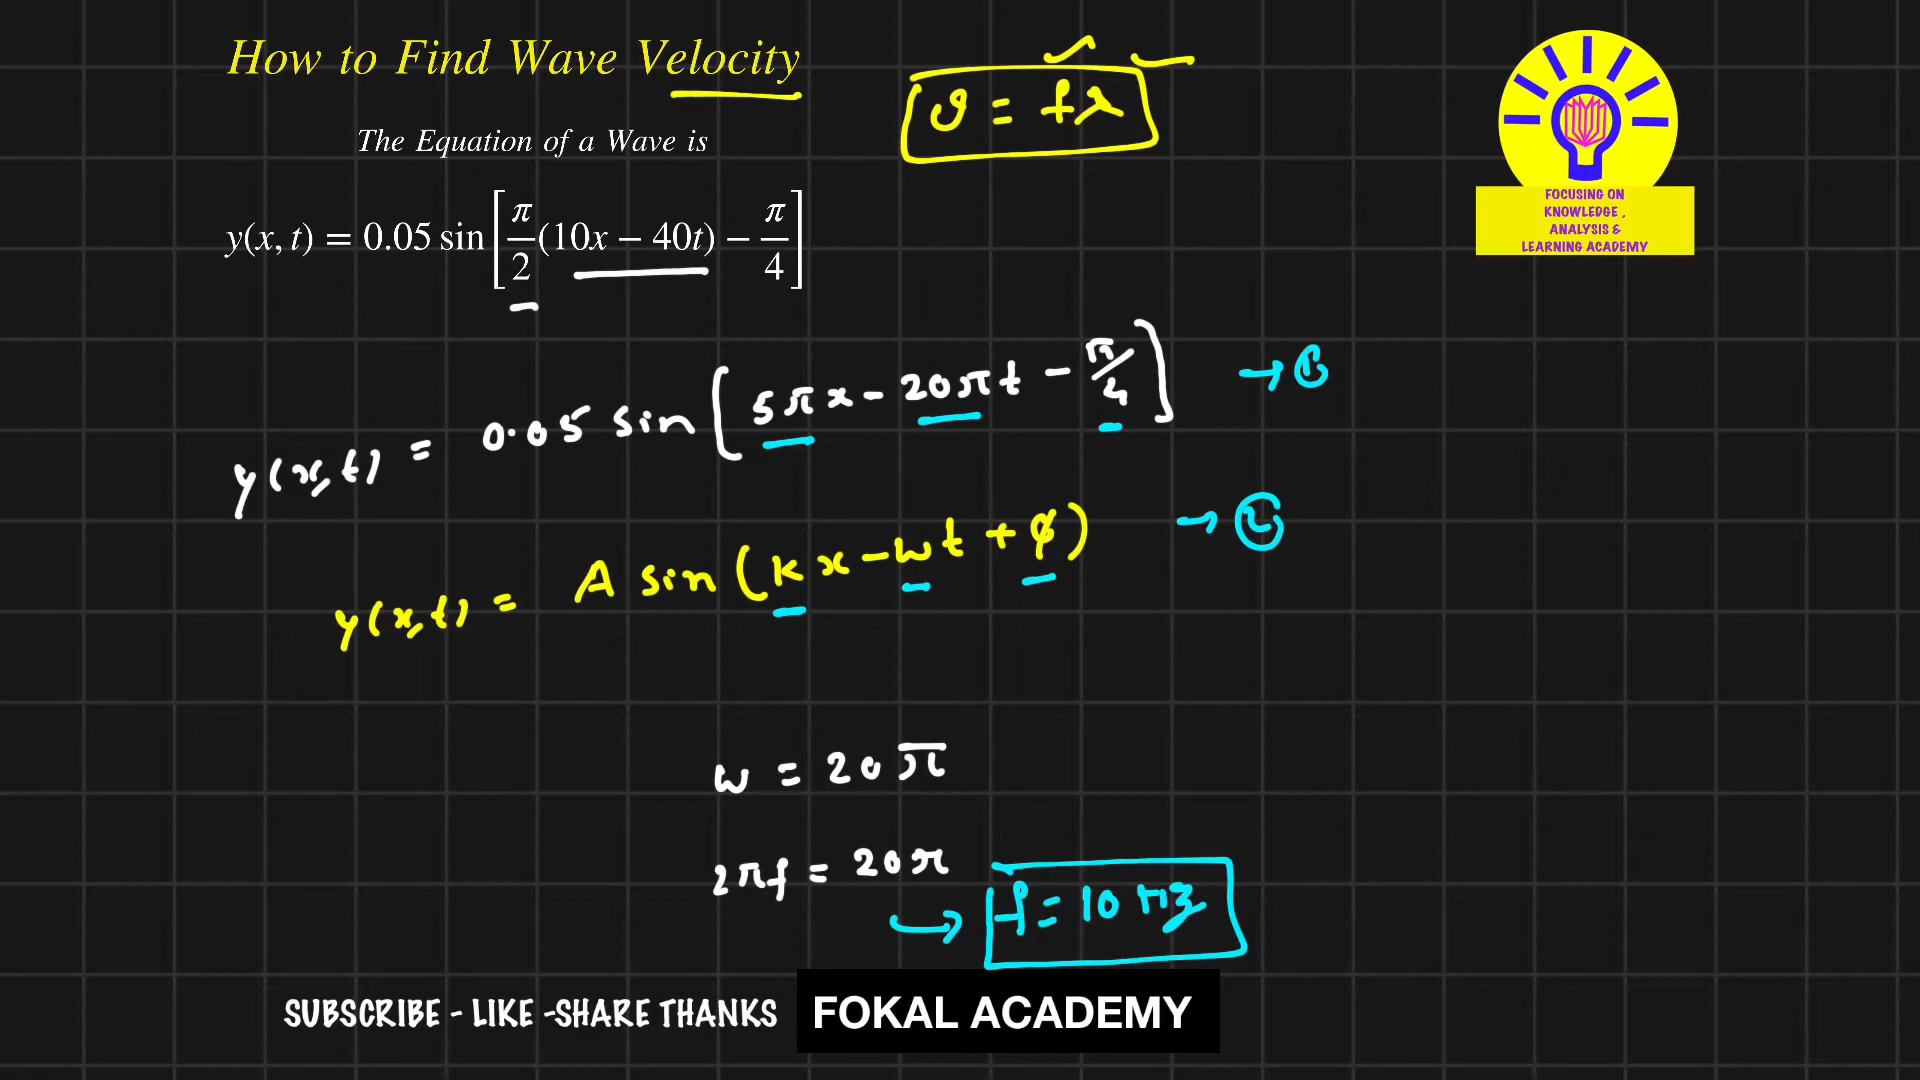 How to Find Wave Velocity
v = fλ
The Equation of a Wave is
y(x, t) = 0.05 sin[π/2(10x − 40t) − π/4]
FOCUSING ON
KNOWLEDGE ,
ANALYSIS &
LEARNING ACADEMY
y(x,t) = 0.05 sin[5πx - 20πt - π/4] → ①
y(x,t) = A sin(kx - ωt + φ) → ②
ω = 20π
2πf = 20π
→ f = 10 Hz
SUBSCRIBE - LIKE -SHARE THANKS FOKAL ACADEMY